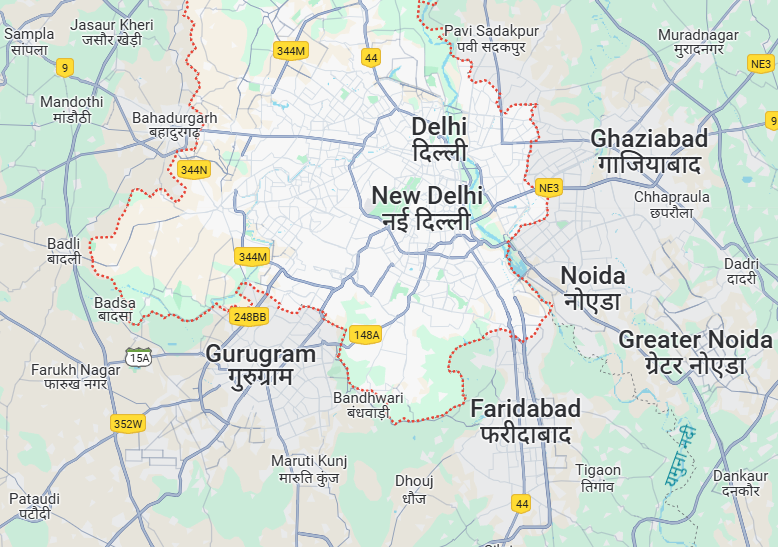 Jasaur Kheri
जसौर खेड़ी
Sampla
सांपला
344M
44
Pavi Sadakpur
पवी सदकपुर
Muradnagar
मुरादनगर
9
NE3
Mandothi
मांडौठी
Bahadurgarh
बहादुरगढ़
9
Delhi
दिल्ली
Ghaziabad
गाज़ियाबाद
344N
NE3
New Delhi
नई दिल्ली
Chhapraula
छपरौला
Badli
बादली
344M
Noida
नोएडा
Dadri
दादरी
Badsa
बादसा
248BB
148A
Greater Noida
ग्रेटर नोएडा
15A
Gurugram
गुरुग्राम
Farukh Nagar
फारुख नगर
Bandhwari
बंधवाड़ी
352W
Faridabad
फरीदाबाद
यमुना नदी
Maruti Kunj
मारुति कुंज
Tigaon
तिगांव
Dhouj
धौज
Dankaur
दनकौर
Pataudi
पटौदी
44